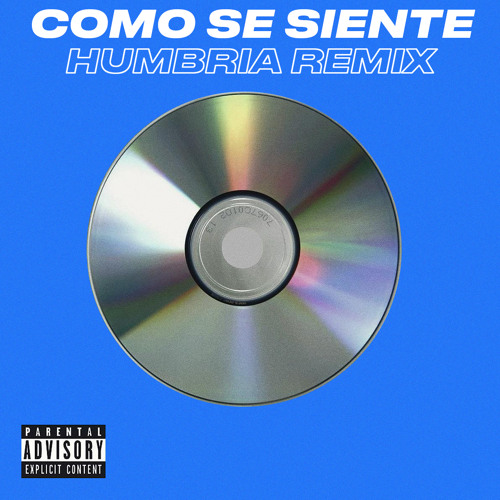 COMO SE SIENTE
HUMBRIA REMIX
PARENTAL
ADVISORY
EXPLICIT CONTENT